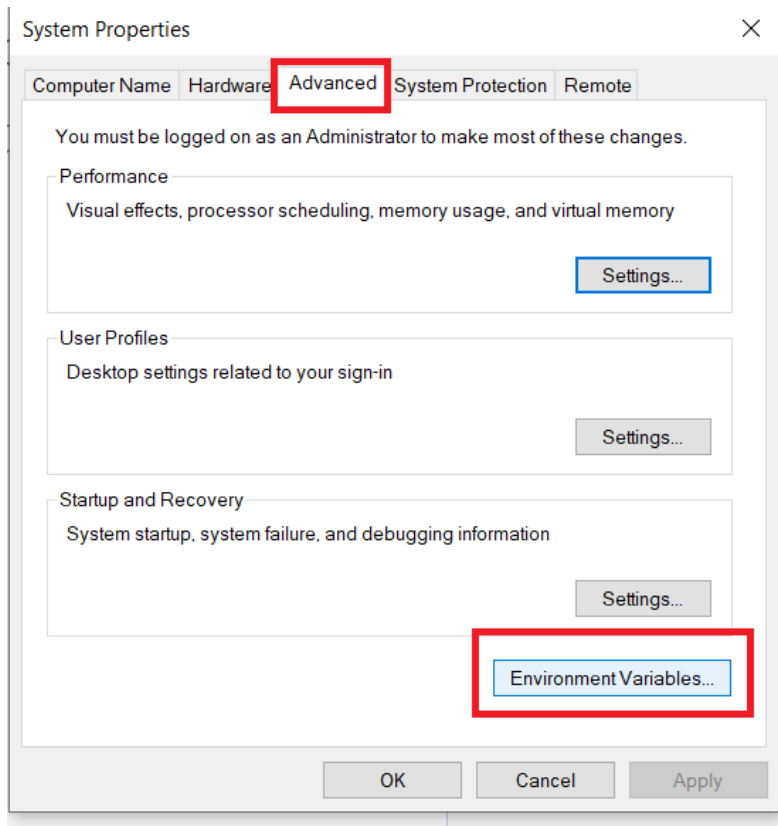 System Properties
Computer Name Hardware Advanced System Protection Remote
You must be logged on as an Administrator to make most of these changes.
Performance
Visual effects, processor scheduling, memory usage, and virtual memory
Settings...
User Profiles
Desktop settings related to your sign-in
Settings...
Startup and Recovery
System startup, system failure, and debugging information
Settings...
Environment Variables...
OK Cancel Apply